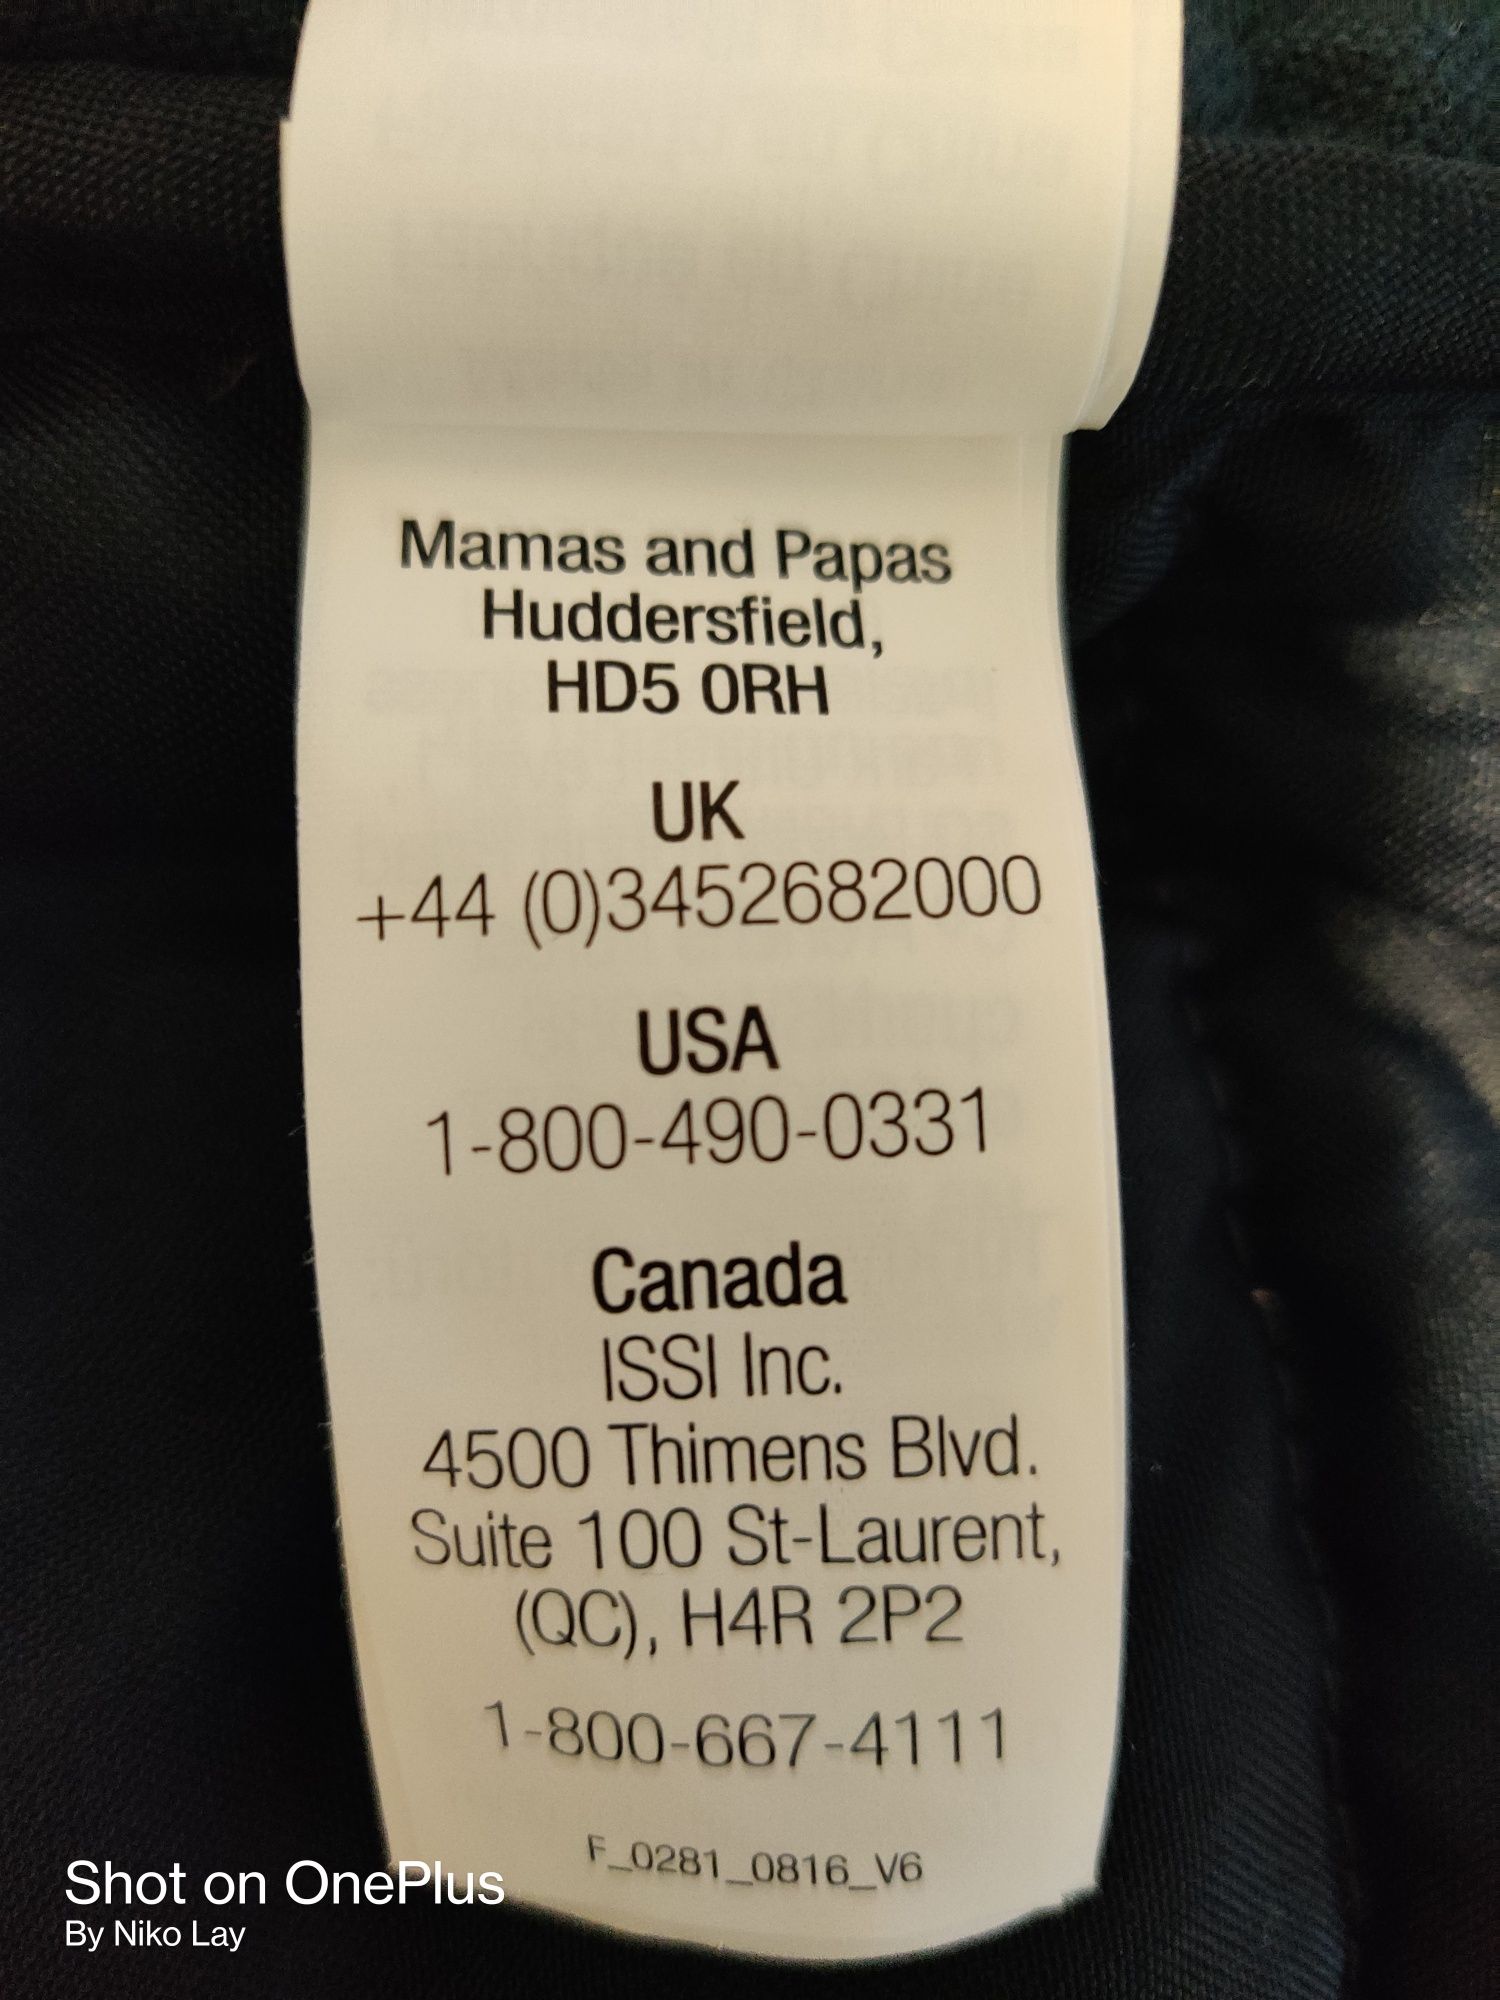 Mamas and Papas
Huddersfield,
HD5 0RH
UK
+44 (0)3452682000
USA
1-800-490-0331
Canada
ISSI Inc.
4500 Thimens Blvd.
Suite 100 St-Laurent,
(QC), H4R 2P2
1-800-667-4111
F_0281_0816_V6
Shot on OnePlus
By Niko Lay